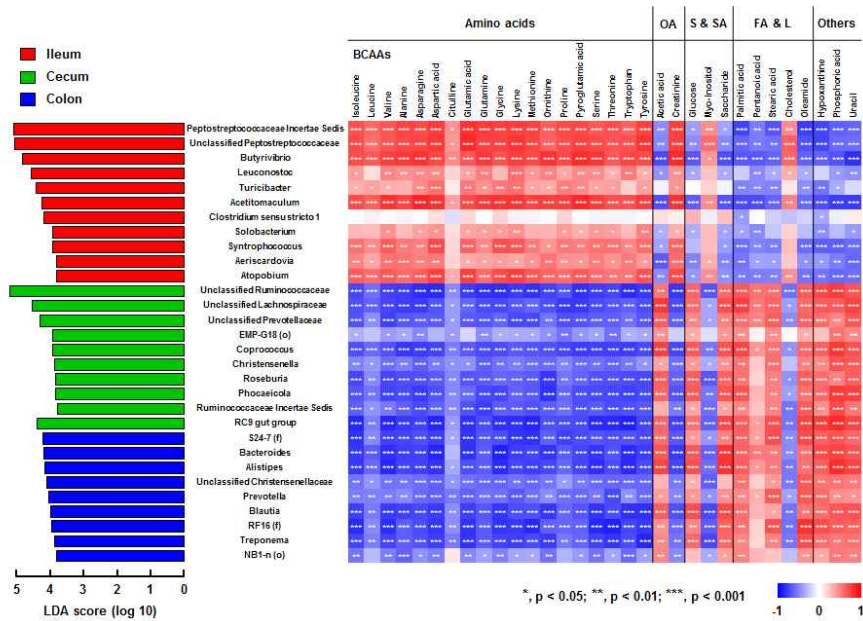 Amino acids OA S & SA FA & L Others
BCAAs
Isoleucine Leucine Valine Alanine Asparagine Aspartic acid Cituline Glutamic acid Glutamine Glycine Lysine Methionine Ornithine Proline Pyroglutamic acid Serine Threonine Tryptophan Tyrosine Acetic acid Creatinine Glucose Myo-inositol Saccharide Palmitic acid Pentanoic acid Stearic acid Cholesterol Oleamide Hypoxanthine Phosphoric acid Uracil
Ileum
Cecum
Colon
Peptostreptococcaceae Incertae Sedis
Unclassified Peptostreptococcaceae
Butyrivibrio
Leuconostoc
Turicibacter
Acetitomaculum
Clostridium sensu stricto 1
Solobacterium
Syntrophococcus
Aeriscardovia
Atopobium
Unclassified Ruminococcaceae
Unclassified Lachnospiraceae
Unclassified Prevotellaceae
EMP-G18 (o)
Coprococcus
Christensenella
Roseburia
Phocaeicola
Ruminococcaceae Incertae Sedis
RC9 gut group
S24-7 (f)
Bacteroides
Alistipes
Unclassified Christensenellaceae
Prevotella
Blautia
RF16 (f)
Treponema
NB1-n (o)
5 4 3 2 1 0
LDA score (log 10)
*, p < 0.05; **, p < 0.01; ***, p < 0.001
-1 0 1